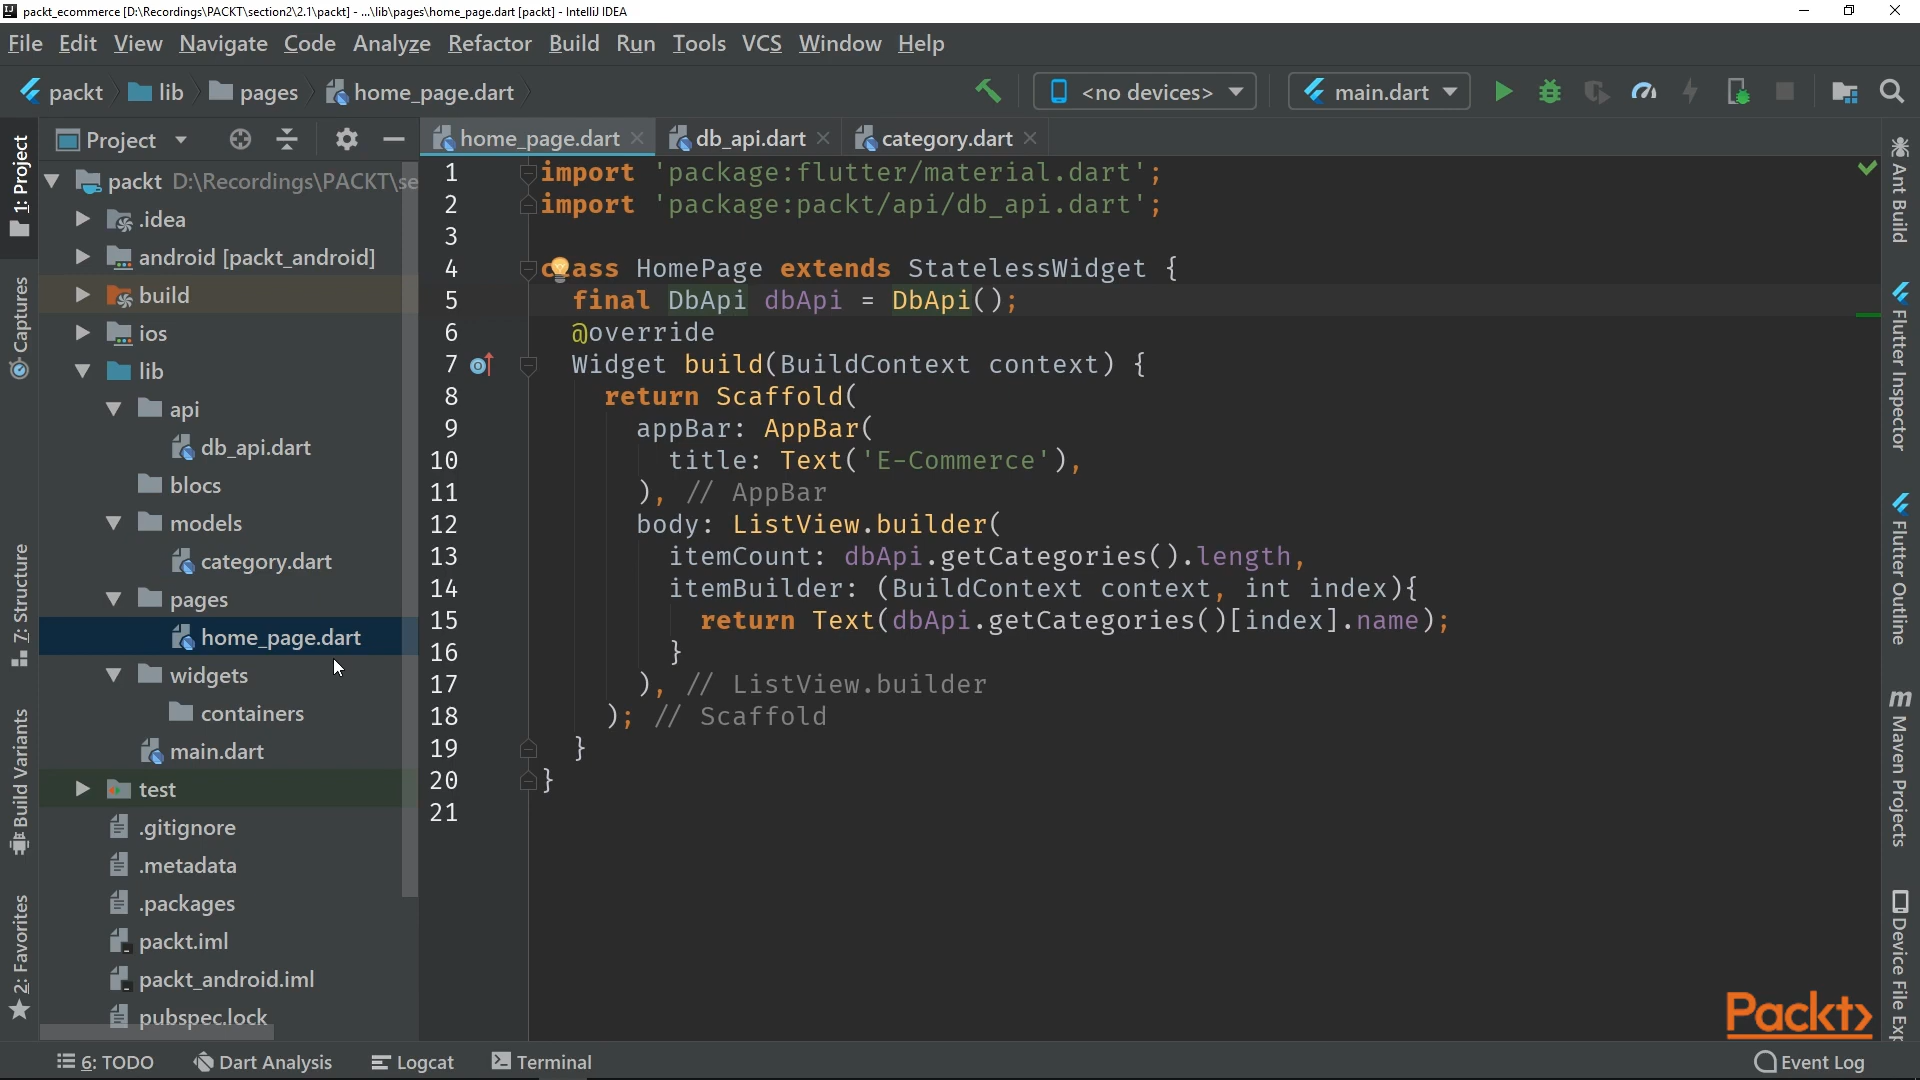 packt_ecommerce [D:\Recordings\PACKT\section2\2.1\packt] - ...\lib\pages\home_page.dart [packt] - IntelliJ IDEA
File Edit View Navigate Code Analyze Refactor Build Run Tools VCS Window Help
packt lib pages home_page.dart <no devices> main.dart
Project
home_page.dart db_api.dart category.dart
1: Project
Captures
7: Structure
Build Variants
2: Favorites
packt D:\Recordings\PACKT\se
.idea
android [packt_android]
build
ios
lib
api
db_api.dart
blocs
models
category.dart
pages
home_page.dart
widgets
containers
main.dart
test
.gitignore
.metadata
.packages
packt.iml
packt_android.iml
pubspec.lock
1 import 'package:flutter/material.dart';
2 import 'package:packt/api/db_api.dart';
3
4 class HomePage extends StatelessWidget {
5 final DbApi dbApi = DbApi();
6 @override
7 Widget build(BuildContext context) {
8 return Scaffold(
9 appBar: AppBar(
10 title: Text('E-Commerce'),
11 ), // AppBar
12 body: ListView.builder(
13 itemCount: dbApi.getCategories().length,
14 itemBuilder: (BuildContext context, int index){
15 return Text(dbApi.getCategories()[index].name);
16 }
17 ), // ListView.builder
18 ); // Scaffold
19 }
20 }
21
Ant Build
Flutter Inspector
Flutter Outline
Maven Projects
Device File Exp
Packt>
6: TODO Dart Analysis Logcat Terminal Event Log